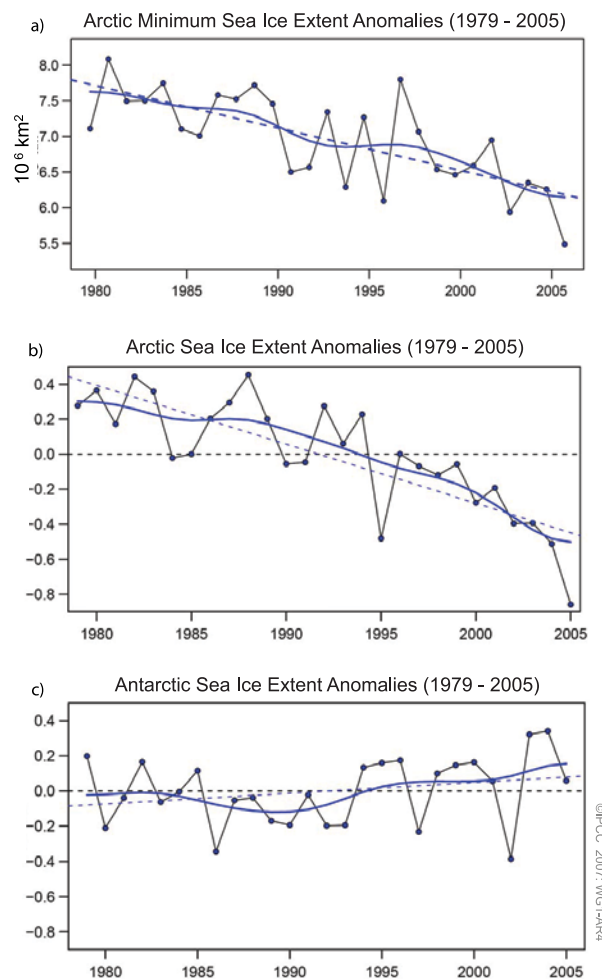 a) Arctic Minimum Sea Ice Extent Anomalies (1979 - 2005)
8.0
7.5
7.0
6.5
6.0
5.5
10⁶ km²
1980 1985 1990 1995 2000 2005
b) Arctic Sea Ice Extent Anomalies (1979 - 2005)
0.4
0.2
0.0
−0.2
−0.4
−0.6
−0.8
1980 1985 1990 1995 2000 2005
c) Antarctic Sea Ice Extent Anomalies (1979 - 2005)
0.4
0.2
0.0
−0.2
−0.4
−0.6
−0.8
1980 1985 1990 1995 2000 2005
©IPCC 2007: WG1-AR4